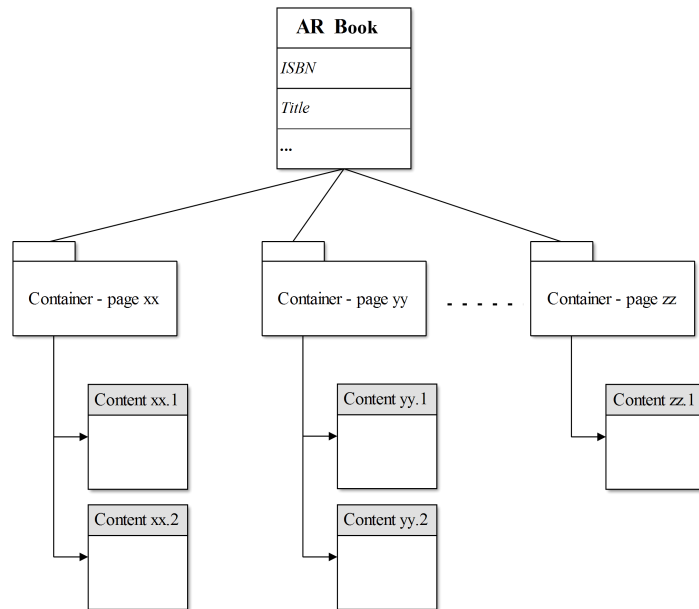 AR Book
ISBN
Title
...
Container - page xx
Container - page yy
- - - - -
Container - page zz
Content xx.1
Content yy.1
Content zz.1
Content xx.2
Content yy.2